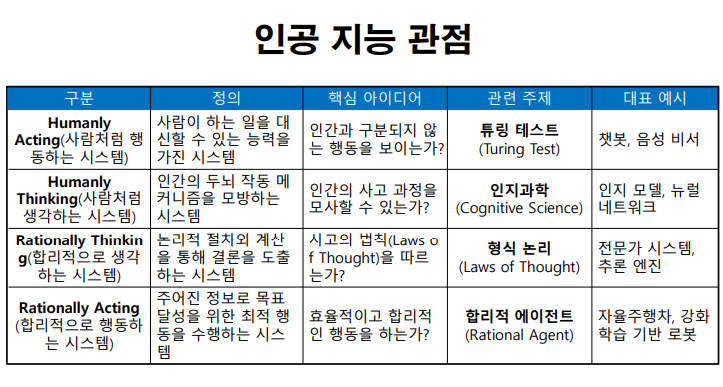 인공 지능 관점
구분
정의
핵심 아이디어
관련 주제
대표 예시
Humanly
Acting(사람처럼 행
동하는 시스템)
사람이 하는 일을 대
신할 수 있는 능력을
가진 시스템
인간과 구분되지 않
는 행동을 보이는가?
튜링 테스트
(Turing Test)
챗봇, 음성 비서
Humanly
Thinking(사람처럼
생각하는 시스템)
인간의 두뇌 작동 메
커니즘을 모방하는
시스템
인간의 사고 과정을
모사할 수 있는가?
인지과학
(Cognitive Science)
인지 모델, 뉴럴
네트워크
Rationally Thinkin
g(합리적으로 생각
하는 시스템)
논리적 절치외 계산
을 통해 결론을 도출
하는 시스템
시고의 법칙(Laws o
f Thought)을 따르
는가?
형식 논리
(Laws of Thought)
전문가 시스템,
추론 엔진
Rationally Acting
(합리적으로 행동하
는 시스템)
주어진 정보로 목표
달성을 위한 최적 행
동을 수행하는 시스
템
효율적이고 합리적
인 행동을 하는가?
합리적 에이전트
(Rational Agent)
자율주행차, 강화
학습 기반 로봇